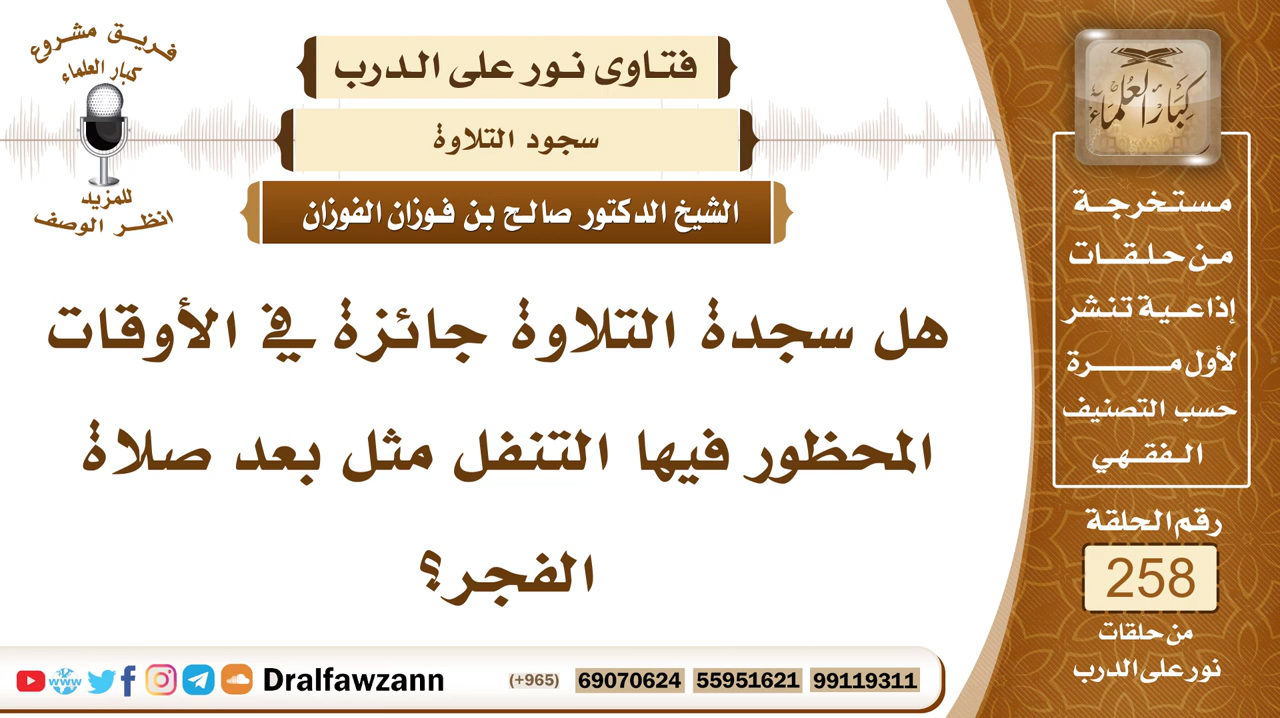 فريق مشروع
كبار العلماء
للمزيد
انظر الوصف
فتاوى نور على الدرب
سجود التلاوة
الشيخ الدكتور صالح بن فوزان الفوزان
هل سجدة التلاوة جائزة في الأوقات
المحظور فيها التنفل مثل بعد صلاة
الفجر؟
كبار العلماء
مستخرجة
من حلقات
إذاعية تنشر
لأول مرة
حسب التصنيف
الفقهي
رقم الحلقة
258
من حلقات
نور على الدرب
www Dralfawzann (+965) 69070624 55951621 99119311